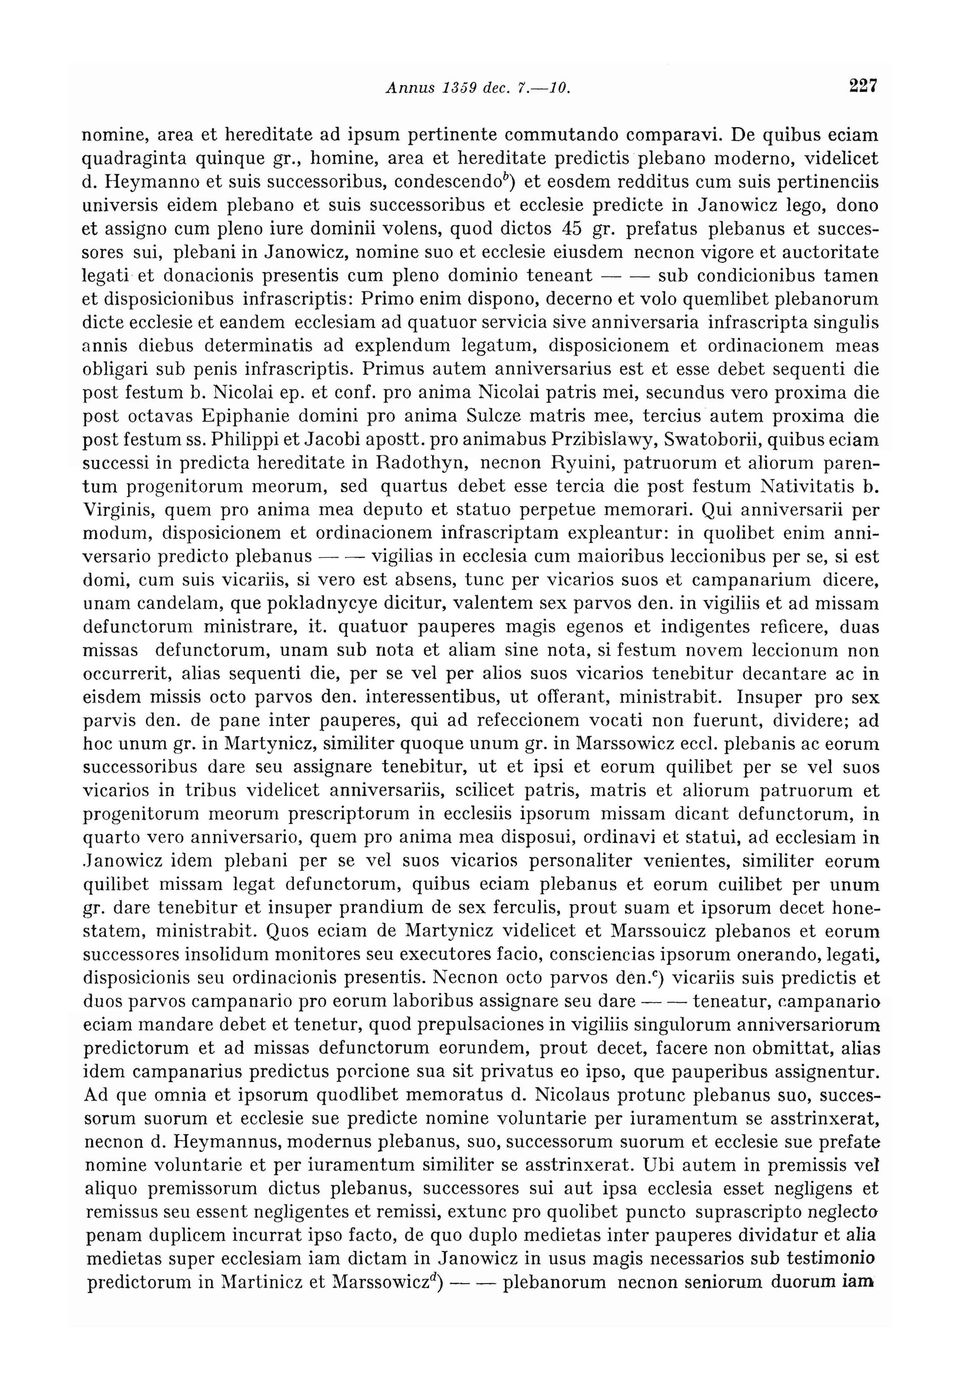 Annus 1359 dec. 7.—10. 227
nomine, area et hereditate ad ipsum pertinente commutando comparavi. De quibus eciam
quadraginta quinque gr., homine, area et hereditate predictis plebano moderno, videlicet
d. Heymanno et suis successoribus, condescendo b) et eosdem redditus cum suis pertinenciis
universis eidem plebano et suis successoribus et ecclesie predicte in Janowicz lego, dono
et assigno cum pleno iure dominii volens, quod dictos 45 gr. prefatus plebanus et succes-
sores sui, plebani in Janowicz, nomine suo et ecclesie eiusdem necnon vigore et auctoritate
legati et donacionis presentis cum pleno dominio teneant — — sub condicionibus tamen
et disposicionibus infrascriptis: Primo enim dispono, decerno et volo quemlibet plebanorum
dicte ecclesie et eandem ecclesiam ad quatuor servicia sive anniversaria infrascripta singulis
annis diebus determinatis ad explendum legatum, disposicionem et ordinacionem meas
obligari sub penis infrascriptis. Primus autem anniversarius est et esse debet sequenti die
post festum b. Nicolai ep. et conf. pro anima Nicolai patris mei, secundus vero proxima die
post octavas Epiphanie domini pro anima Sulcze matris mee, tercius autem proxima die
post festum ss. Philippi et Jacobi apostt. pro animabus Przibislawy, Swatoborii, quibus eciam
successi in predicta hereditate in Radothyn, necnon Ryuini, patruorum et aliorum paren-
tum progenitorum meorum, sed quartus debet esse tercia die post festum Nativitatis b.
Virginis, quem pro anima mea deputo et statuo perpetue memorari. Qui anniversarii per
modum, disposicionem et ordinacionem infrascriptam expleantur: in quolibet enim anni-
versario predicto plebanus — — vigilias in ecclesia cum maioribus leccionibus per se, si est
domi, cum suis vicariis, si vero est absens, tunc per vicarios suos et campanarium dicere,
unam candelam, que pokladnycye dicitur, valentem sex parvos den. in vigiliis et ad missam
defunctorum ministrare, it. quatuor pauperes magis egenos et indigentes reficere, duas
missas defunctorum, unam sub nota et aliam sine nota, si festum novem leccionum non
occurrerit, alias sequenti die, per se vel per alios suos vicarios tenebitur decantare ac in
eisdem missis octo parvos den. interessentibus, ut offerant, ministrabit. Insuper pro sex
parvis den. de pane inter pauperes, qui ad refeccionem vocati non fuerunt, dividere; ad
hoc unum gr. in Martynicz, similiter quoque unum gr. in Marssowicz eccl. plebanis ac eorum
successoribus dare seu assignare tenebitur, ut et ipsi et eorum quilibet per se vel suos
vicarios in tribus videlicet anniversariis, scilicet patris, matris et aliorum patruorum et
progenitorum meorum prescriptorum in ecclesiis ipsorum missam dicant defunctorum, in
quarto vero anniversario, quem pro anima mea disposui, ordinavi et statui, ad ecclesiam in
Janowicz idem plebani per se vel suos vicarios personaliter venientes, similiter eorum
quilibet missam legat defunctorum, quibus eciam plebanus et eorum cuilibet per unum
gr. dare tenebitur et insuper prandium de sex ferculis, prout suam et ipsorum decet hone-
statem, ministrabit. Quos eciam de Martynicz videlicet et Marssouicz plebanos et eorum
successores insolidum monitores seu executores facio, consciencias ipsorum onerando, legati,
disposicionis seu ordinacionis presentis. Necnon octo parvos den. c) vicariis suis predictis et
duos parvos campanario pro eorum laboribus assignare seu dare — — teneatur, campanario
eciam mandare debet et tenetur, quod prepulsaciones in vigiliis singulorum anniversariorum
predictorum et ad missas defunctorum eorundem, prout decet, facere non obmittat, alias
idem campanarius predictus porcione sua sit privatus eo ipso, que pauperibus assignentur.
Ad que omnia et ipsorum quodlibet memoratus d. Nicolaus protunc plebanus suo, succes-
sorum suorum et ecclesie sue predicte nomine voluntarie per iuramentum se asstrinxerat,
necnon d. Heymannus, modernus plebanus, suo, successorum suorum et ecclesie sue prefate
nomine voluntarie et per iuramentum similiter se asstrinxerat. Ubi autem in premissis vel
aliquo premissorum dictus plebanus, successores sui aut ipsa ecclesia esset negligens et
remissus seu essent negligentes et remissi, extunc pro quolibet puncto suprascripto neglecto
penam duplicem incurrat ipso facto, de quo duplo medietas inter pauperes dividatur et alia
medietas super ecclesiam iam dictam in Janowicz in usus magis necessarios sub testimonio
predictorum in Martinicz et Marssowicz d) — — plebanorum necnon seniorum duorum iam